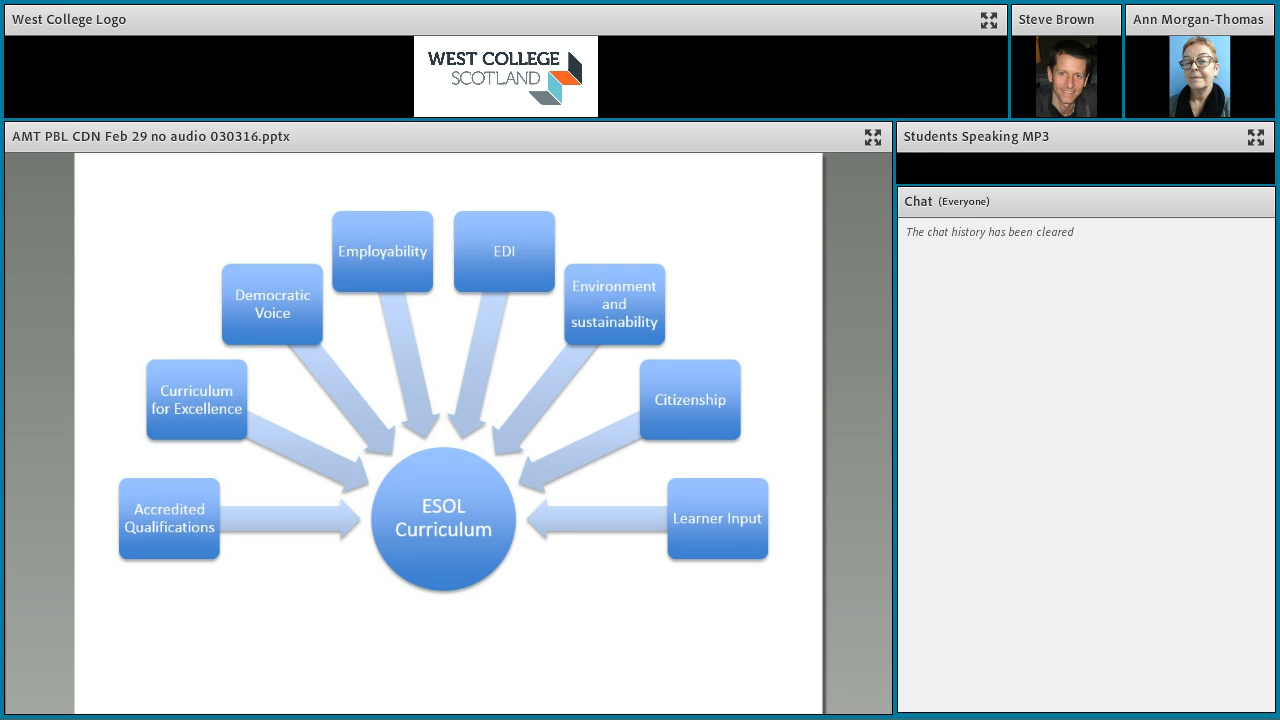 West College Logo
Steve Brown
Ann Morgan-Thomas
WEST COLLEGE
SCOTLAND
AMT PBL CDN Feb 29 no audio 030316.pptx
Students Speaking MP3
Chat (Everyone)
The chat history has been cleared
Employability
EDI
Democratic
Voice
Environment
and
sustainability
Curriculum
for Excellence
Citizenship
Accredited
Qualifications
ESOL
Curriculum
Learner Input